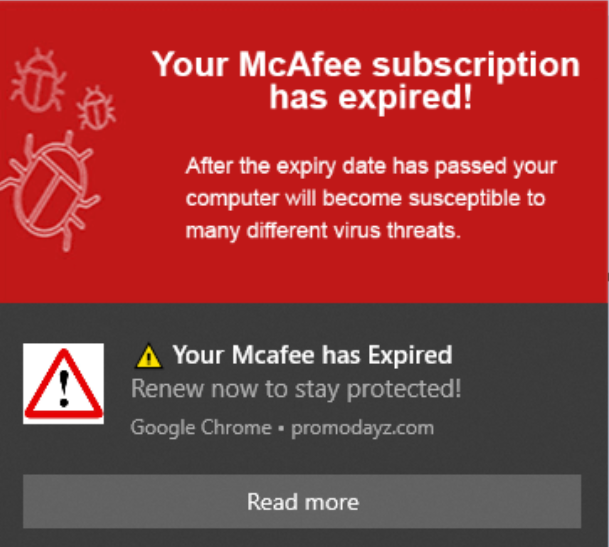 Your McAfee subscription
has expired!
After the expiry date has passed your
computer will become susceptible to
many different virus threats.
⚠ Your Mcafee has Expired
Renew now to stay protected!
Google Chrome • promodayz.com
Read more